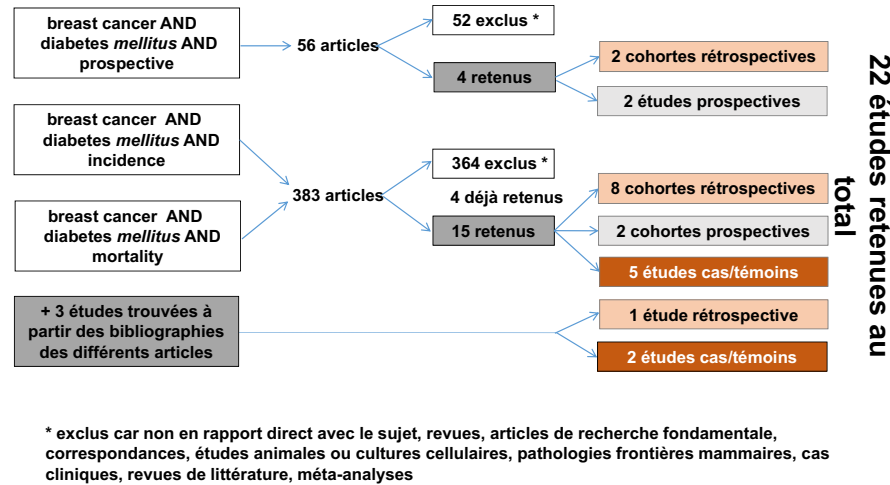 breast cancer AND
diabetes mellitus AND
prospective
56 articles
52 exclus *
4 retenus
2 cohortes rétrospectives
2 études prospectives
breast cancer AND
diabetes mellitus AND
incidence
breast cancer AND
diabetes mellitus AND
mortality
383 articles
364 exclus *
4 déjà retenus
15 retenus
8 cohortes rétrospectives
2 cohortes prospectives
5 études cas/témoins
+ 3 études trouvées à
partir des bibliographies
des différents articles
1 étude rétrospective
2 études cas/témoins
22 études retenues au
total
* exclus car non en rapport direct avec le sujet, revues, articles de recherche fondamentale,
correspondances, études animales ou cultures cellulaires, pathologies frontières mammaires, cas
cliniques, revues de littérature, méta-analyses